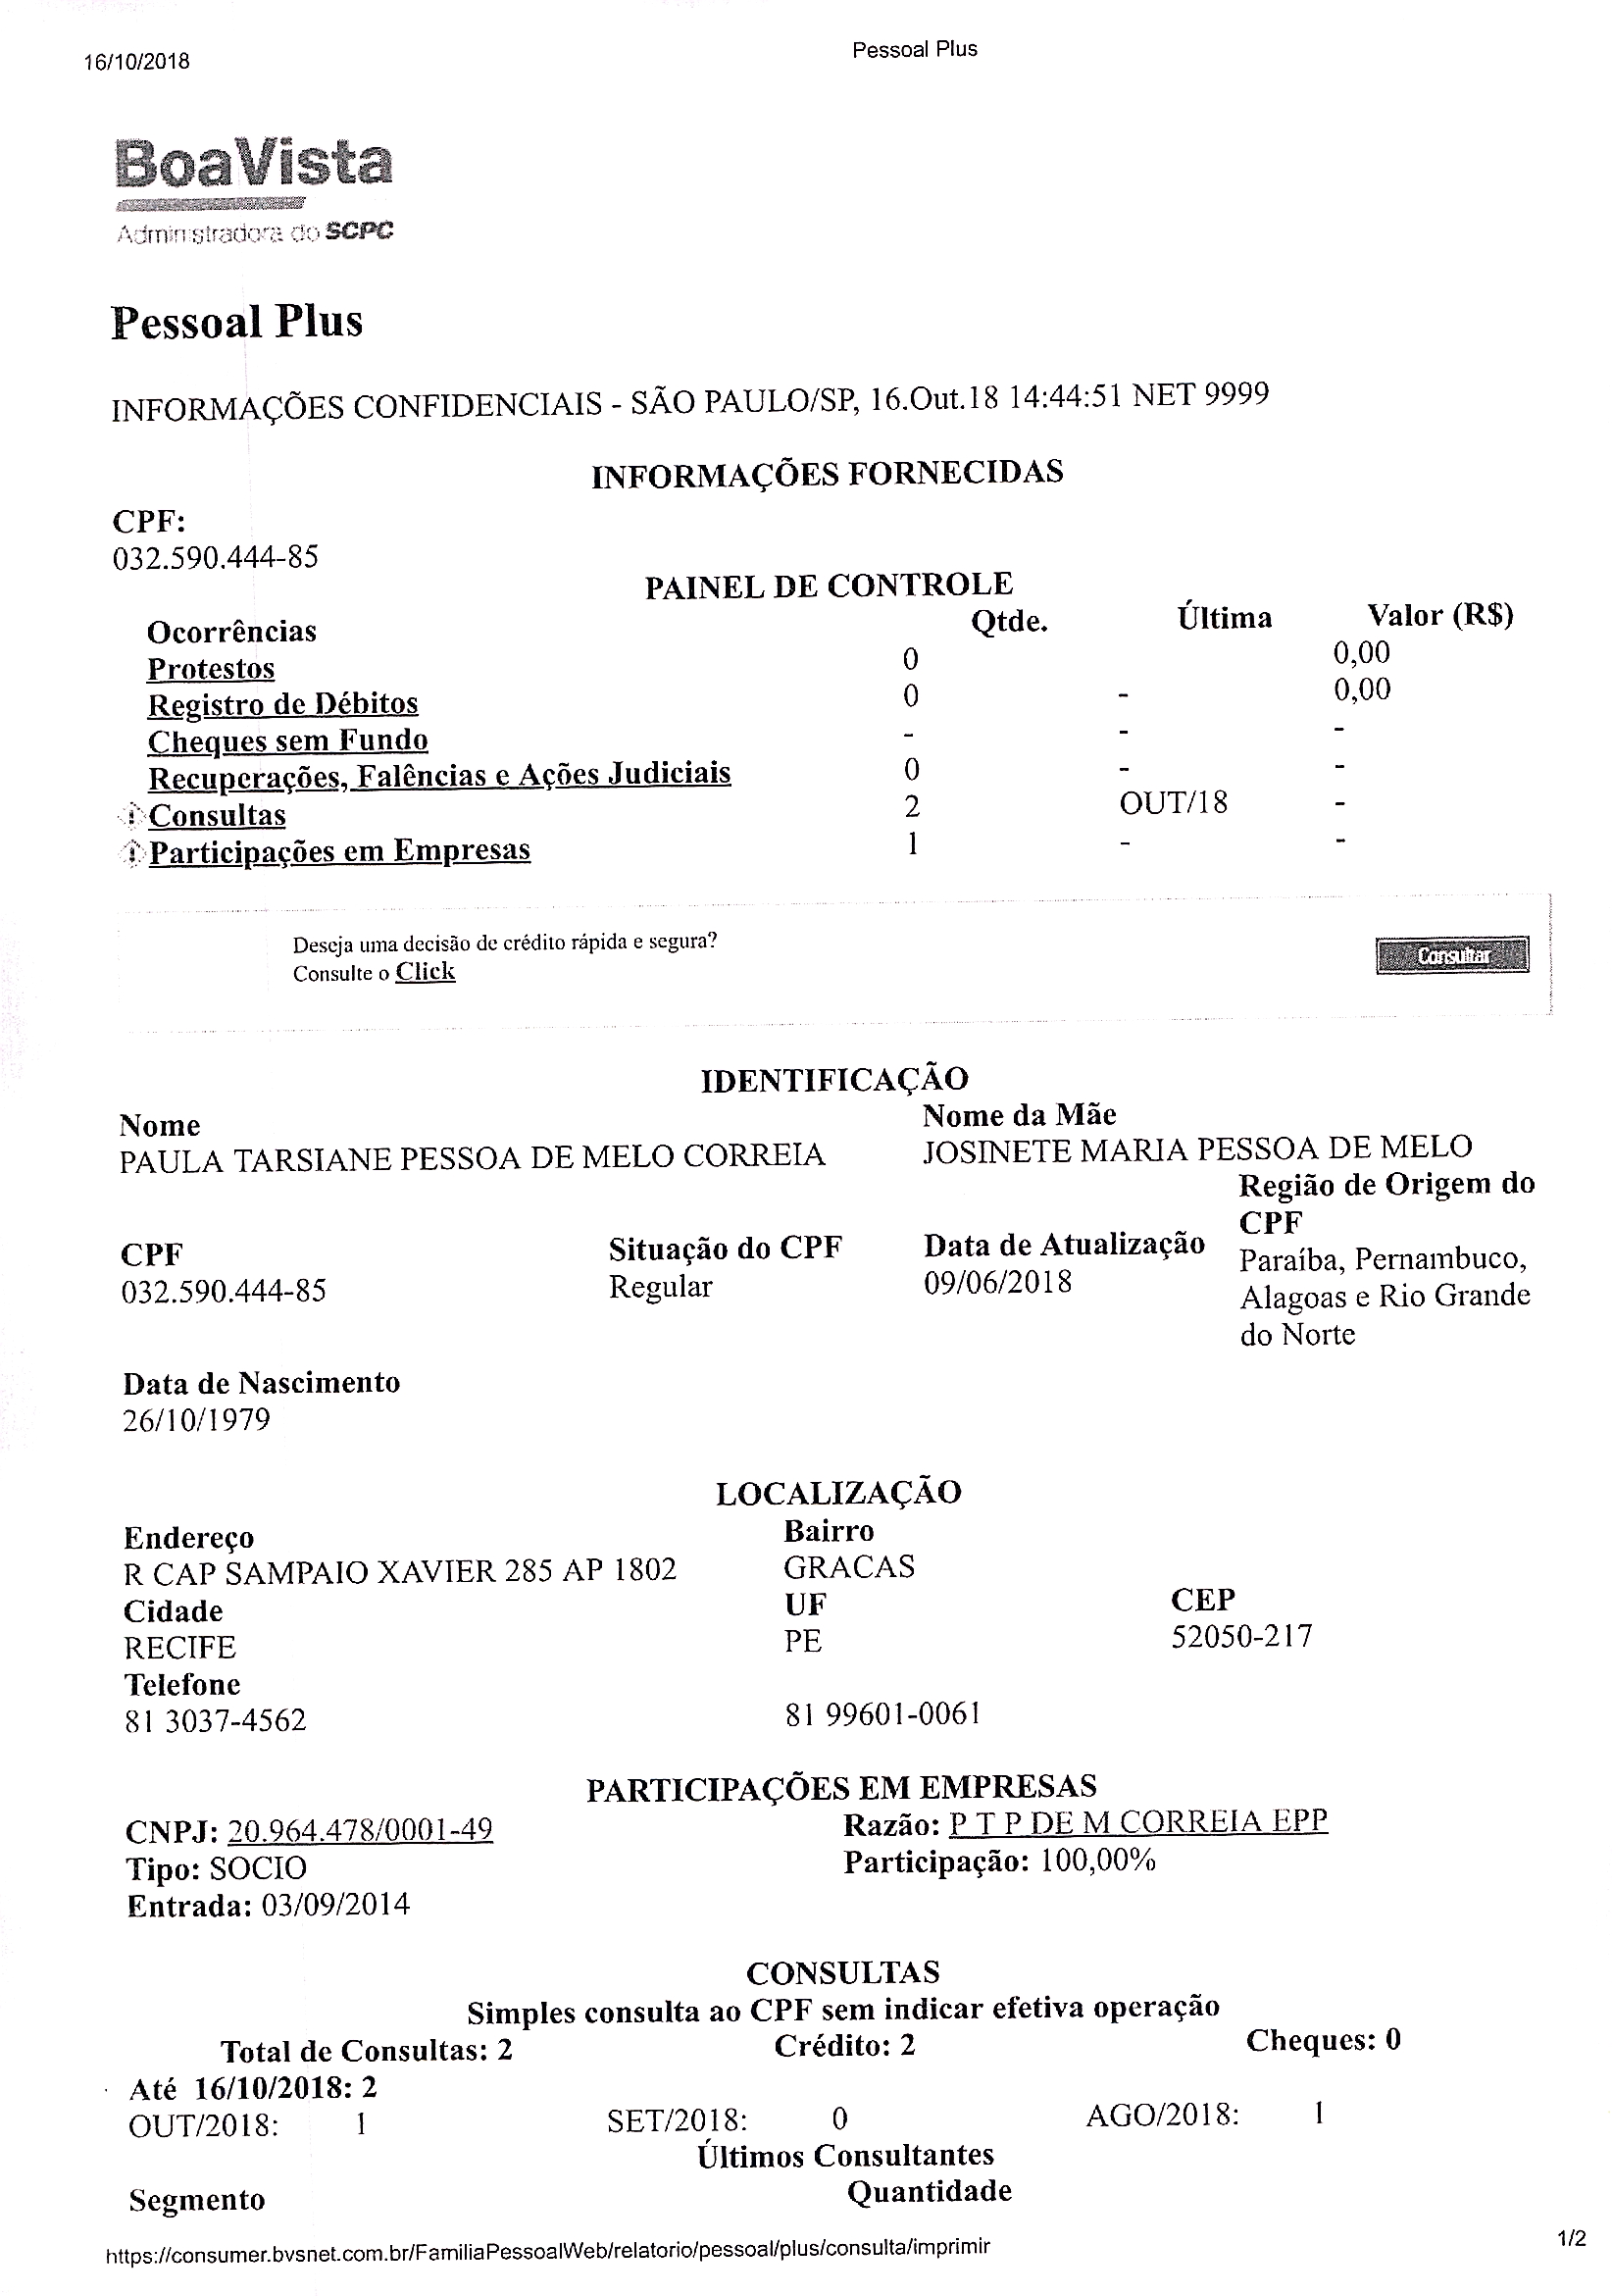 16/10/2018
Pessoal Plus
BoaVista
Administradora do SCPC
Pessoal Plus
INFORMAÇÕES CONFIDENCIAIS - SÃO PAULO/SP, 16.Out.18 14:44:51 NET 9999
INFORMAÇÕES FORNECIDAS
CPF:
032.590.444-85
PAINEL DE CONTROLE
Ocorrências Qtde. Última Valor (R$)
Protestos 0 0,00
Registro de Débitos 0 - 0,00
Cheques sem Fundo - - -
Recuperações, Falências e Ações Judiciais 0 - -
Consultas 2 OUT/18 -
Participações em Empresas 1 - -
Deseja uma decisão de crédito rápida e segura?
Consulte o Click
Consultar
IDENTIFICAÇÃO
Nome Nome da Mãe
PAULA TARSIANE PESSOA DE MELO CORREIA JOSINETE MARIA PESSOA DE MELO
CPF Situação do CPF Data de Atualização Região de Origem do CPF
032.590.444-85 Regular 09/06/2018 Paraíba, Pernambuco,
Alagoas e Rio Grande
do Norte
Data de Nascimento
26/10/1979
LOCALIZAÇÃO
Endereço Bairro
R CAP SAMPAIO XAVIER 285 AP 1802 GRACAS
Cidade UF CEP
RECIFE PE 52050-217
Telefone
81 3037-4562 81 99601-0061
PARTICIPAÇÕES EM EMPRESAS
CNPJ: 20.964.478/0001-49 Razão: P T P DE M CORREIA EPP
Tipo: SOCIO Participação: 100,00%
Entrada: 03/09/2014
CONSULTAS
Simples consulta ao CPF sem indicar efetiva operação
Total de Consultas: 2 Crédito: 2 Cheques: 0
Até 16/10/2018: 2
OUT/2018: 1 SET/2018: 0 AGO/2018: 1
Últimos Consultantes
Segmento Quantidade
https://consumer.bvsnet.com.br/FamiliaPessoalWeb/relatorio/pessoal/plus/consulta/imprimir
1/2